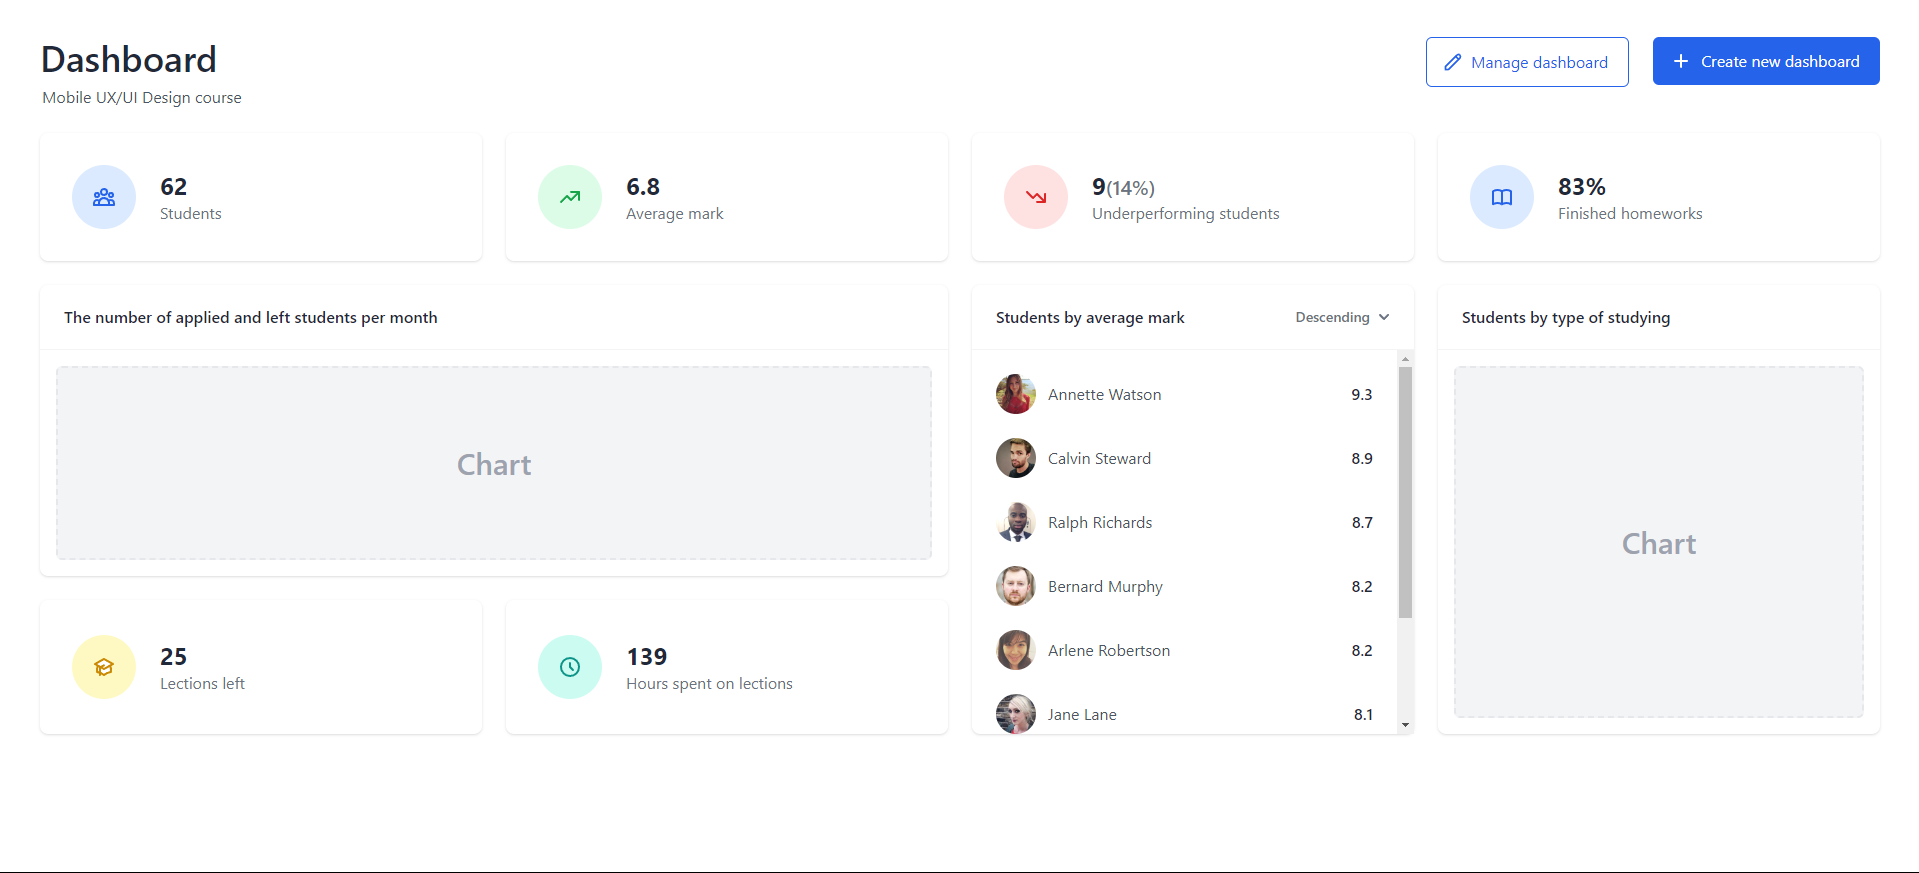 Dashboard
Mobile UX/UI Design course
Manage dashboard
Create new dashboard
62
Students
6.8
Average mark
9(14%)
Underperforming students
83%
Finished homeworks
The number of applied and left students per month
Chart
25
Lections left
139
Hours spent on lections
Students by average mark
Descending
Annette Watson 9.3
Calvin Steward 8.9
Ralph Richards 8.7
Bernard Murphy 8.2
Arlene Robertson 8.2
Jane Lane 8.1
Students by type of studying
Chart